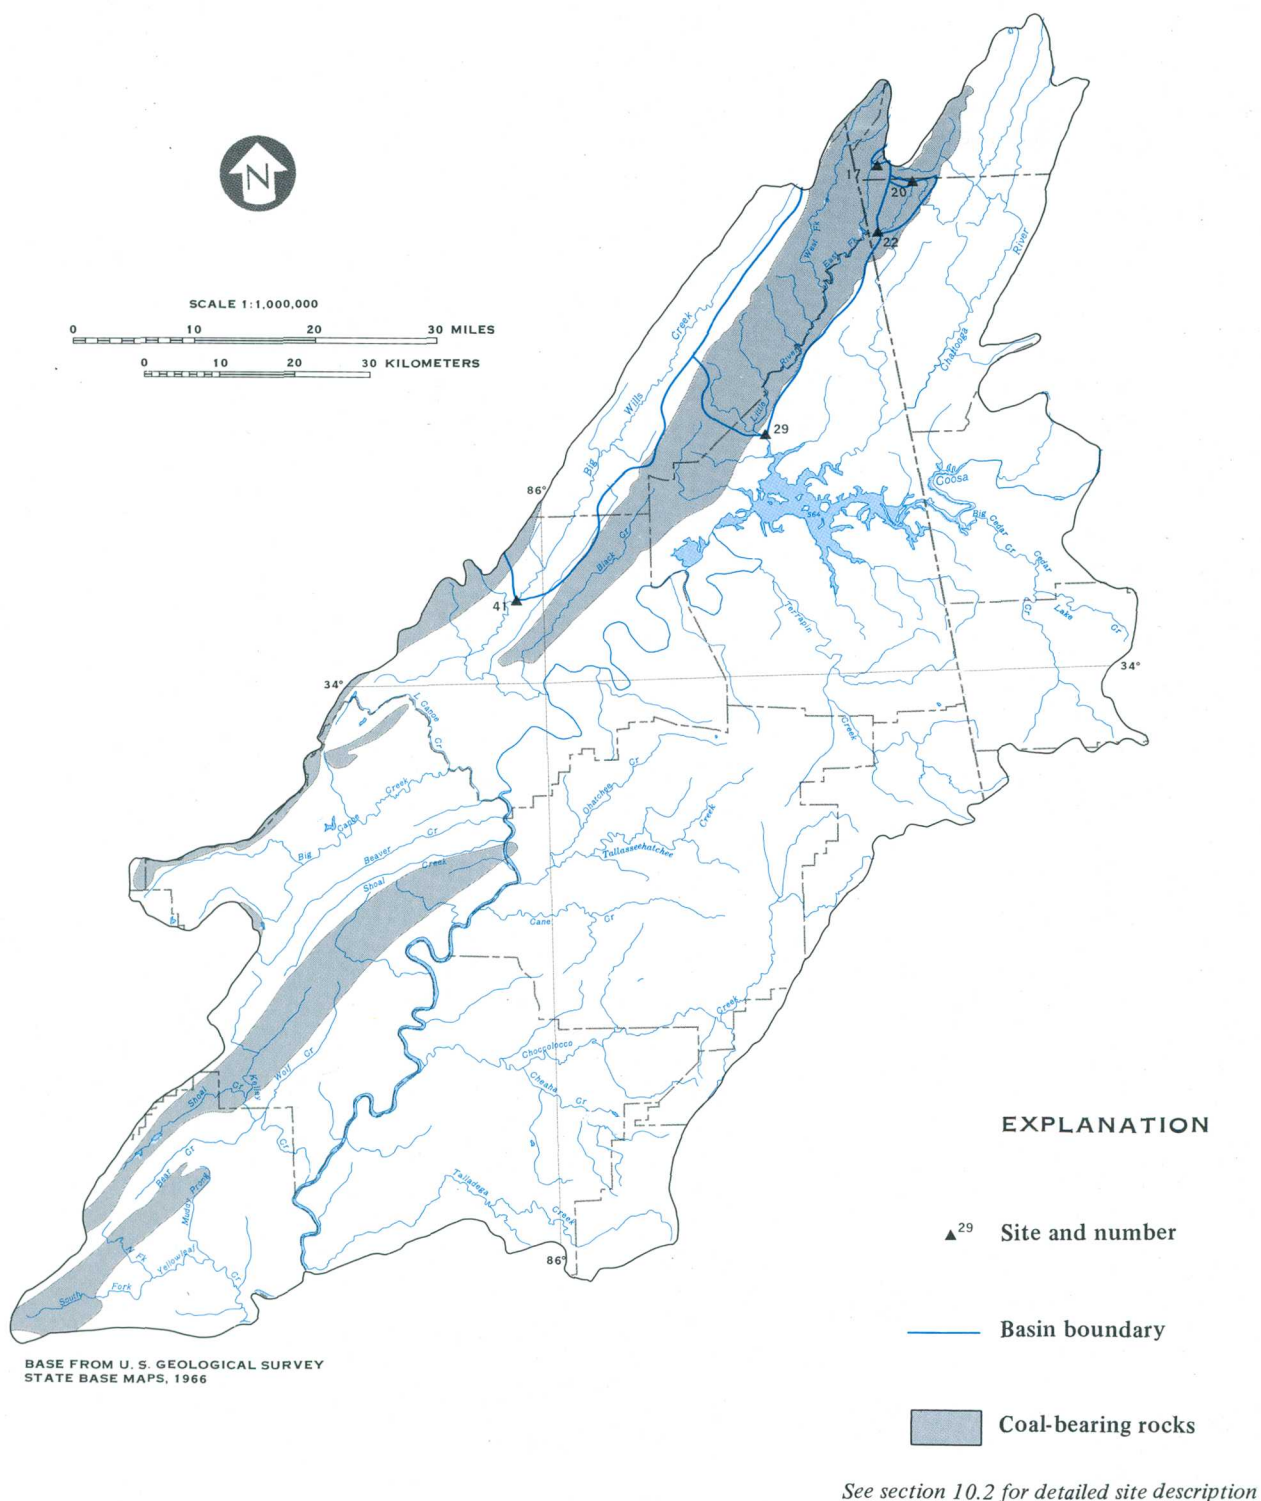 N
SCALE 1:1,000,000
0 10 20 30 MILES
0 10 20 30 KILOMETERS
17
20
22
West Fk
East Fk
River
Chattooga
Creek
Wills
Big
River
Little
29
86°
Coosa
564
Big Cedar
Cr
Cedar
Lake
Cr
Cr
Black Cr
41
Terrapin
34°
34°
L Canoe
Cr
Creek
Ohatchee Cr
Creek
Big Canoe Creek
Tallasseehatchee
Beaver Cr
Shoal Creek
Cane Cr
Creek
Choccolocco
Cheaha
Cr
Wolf Cr
Kelley
Shoal Cr
Cr
Bear Cr
Muddy Prong
Talladega
Creek
N Fk
Yellowleaf
Cr
South Fork
86°
EXPLANATION
29 Site and number
Basin boundary
Coal-bearing rocks
BASE FROM U. S. GEOLOGICAL SURVEY
STATE BASE MAPS, 1966
See section 10.2 for detailed site description